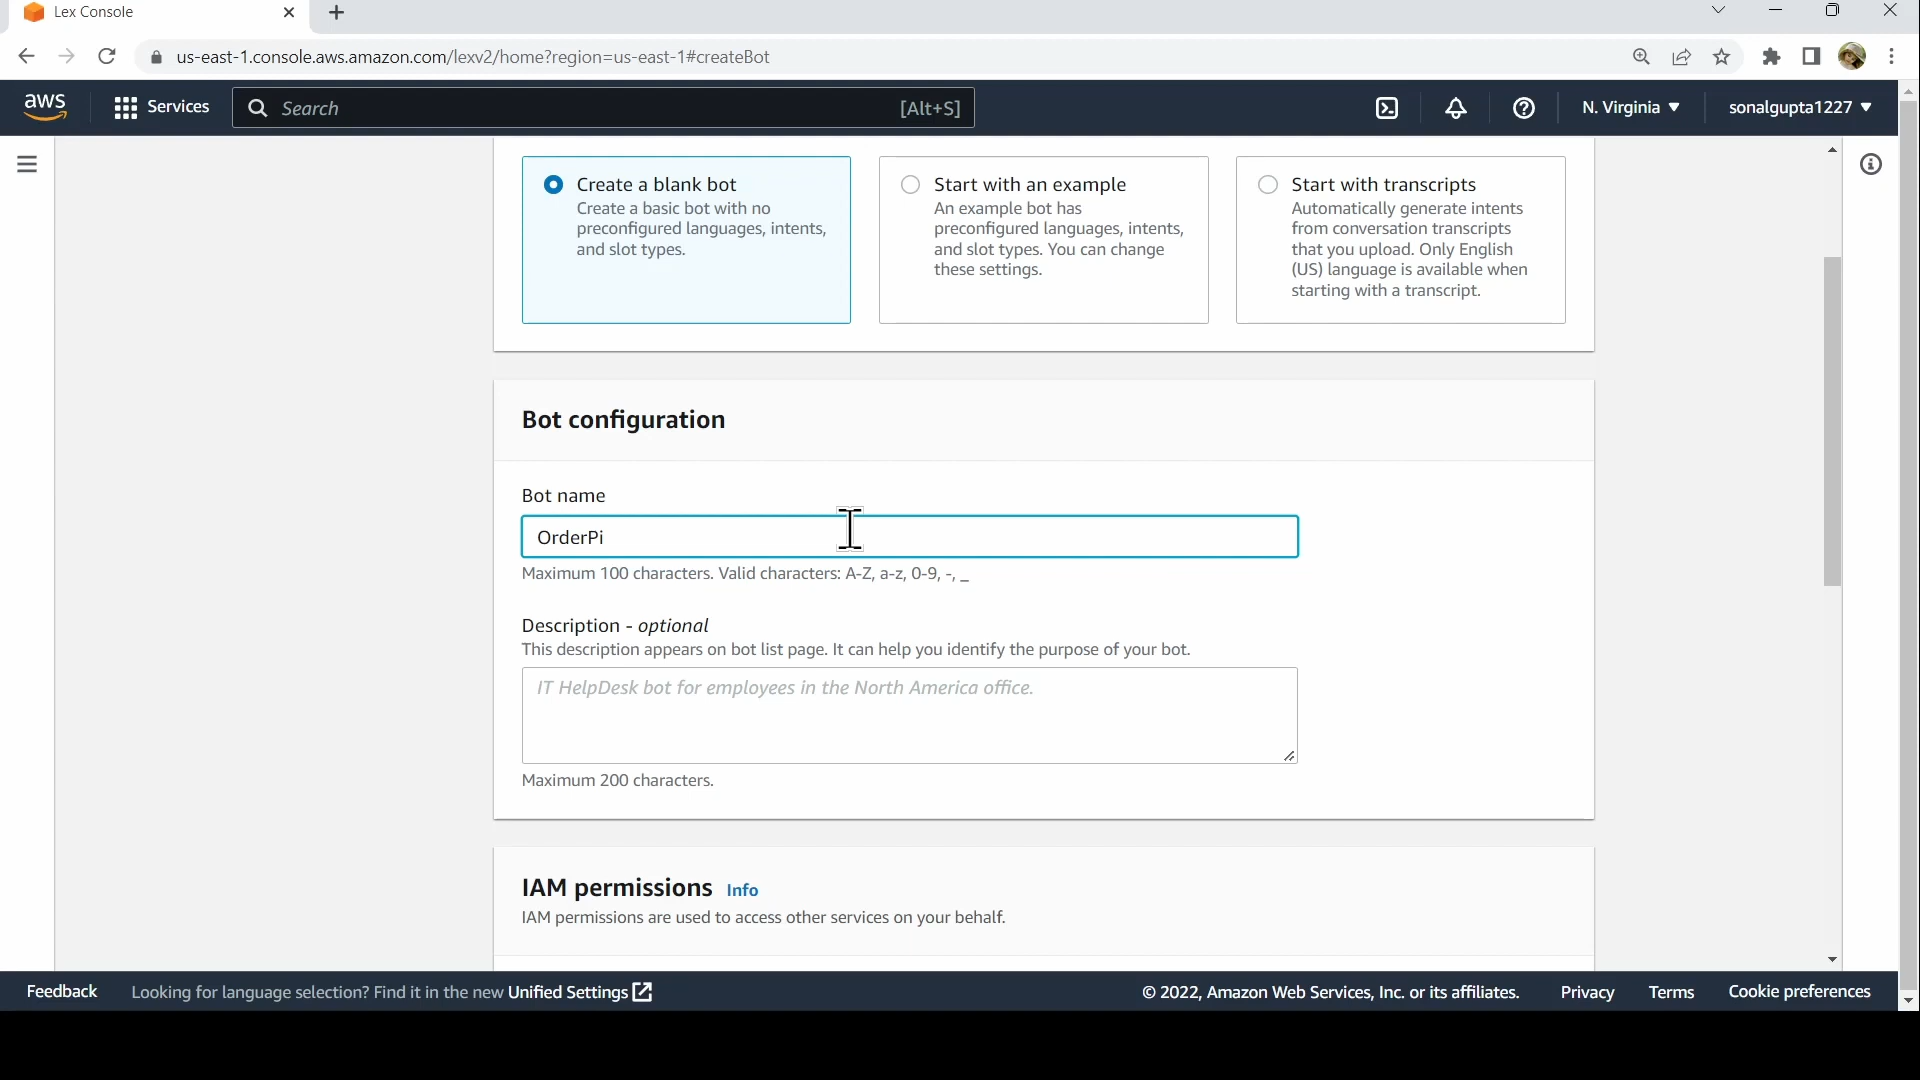 Lex Console
us-east-1.console.aws.amazon.com/lexv2/home?region=us-east-1#createBot
aws
Services
Search
[Alt+S]
N. Virginia
sonalgupta1227
Create a blank bot
Create a basic bot with no
preconfigured languages, intents,
and slot types.
Start with an example
An example bot has
preconfigured languages, intents,
and slot types. You can change
these settings.
Start with transcripts
Automatically generate intents
from conversation transcripts
that you upload. Only English
(US) language is available when
starting with a transcript.
Bot configuration
Bot name
OrderPi
Maximum 100 characters. Valid characters: A-Z, a-z, 0-9, -, _
Description - optional
This description appears on bot list page. It can help you identify the purpose of your bot.
IT HelpDesk bot for employees in the North America office.
Maximum 200 characters.
IAM permissions Info
IAM permissions are used to access other services on your behalf.
Feedback
Looking for language selection? Find it in the new Unified Settings
© 2022, Amazon Web Services, Inc. or its affiliates.
Privacy
Terms
Cookie preferences